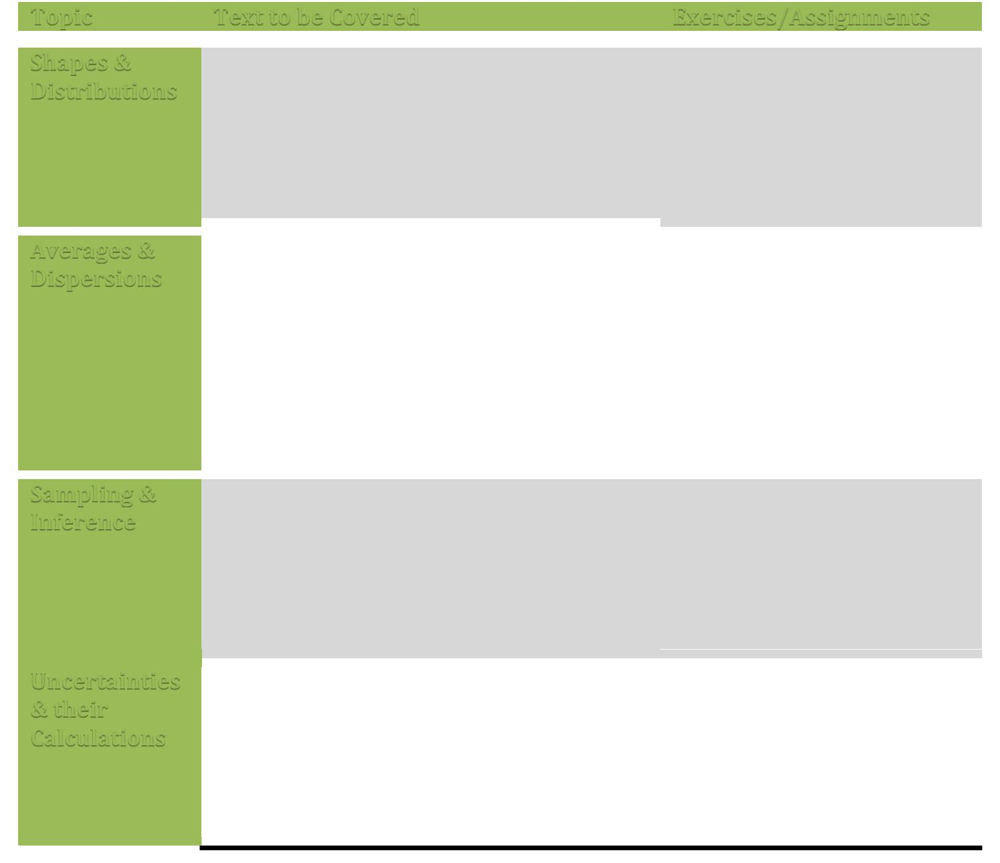 Topic
Text to be Covered
Exercises/Assignments
Shapes &
Distributions
Averages &
Dispersions
Sampling &
Inference
Uncertainties
& their
Calculations